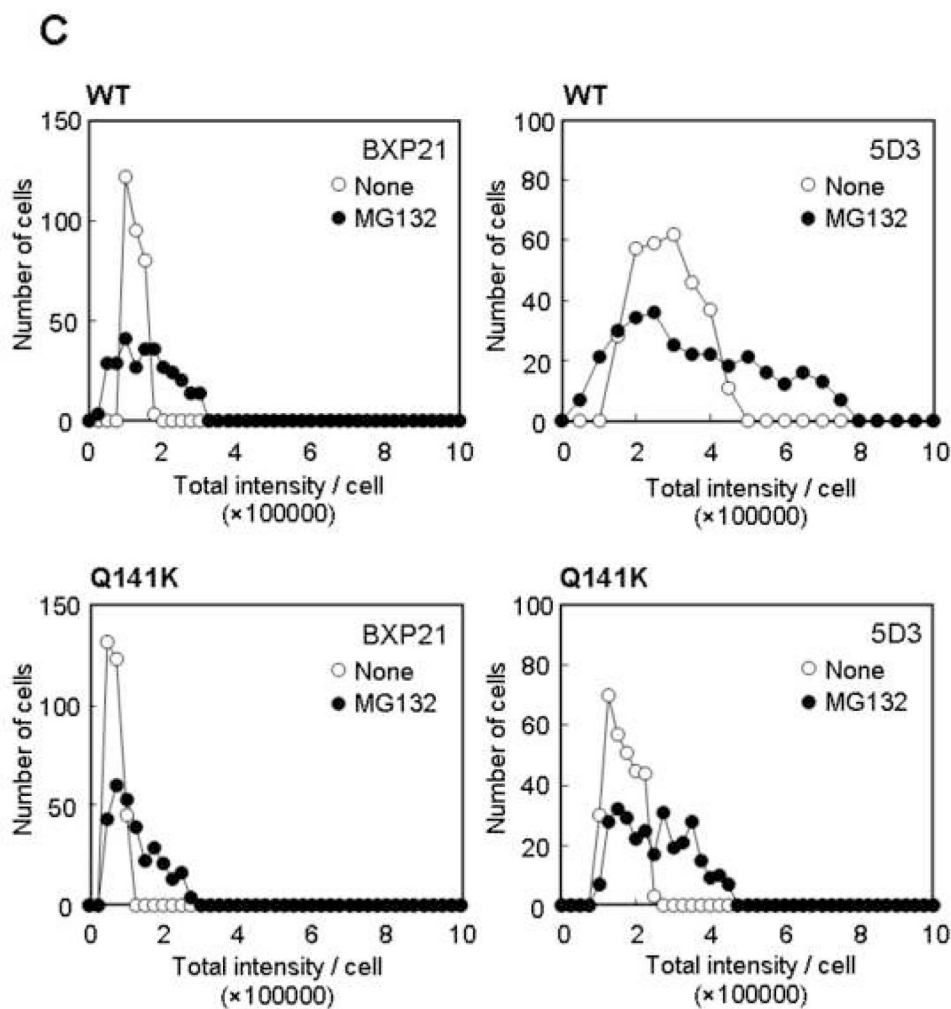 C
WT
BXP21
None
MG132
150
100
50
0
Number of cells
0 2 4 6 8 10
Total intensity / cell
(×100000)
WT
5D3
None
MG132
100
80
60
40
20
0
Number of cells
0 2 4 6 8 10
Total intensity / cell
(×100000)
Q141K
BXP21
None
MG132
150
100
50
0
Number of cells
0 2 4 6 8 10
Total intensity / cell
(×100000)
Q141K
5D3
None
MG132
100
80
60
40
20
0
Number of cells
0 2 4 6 8 10
Total intensity / cell
(×100000)